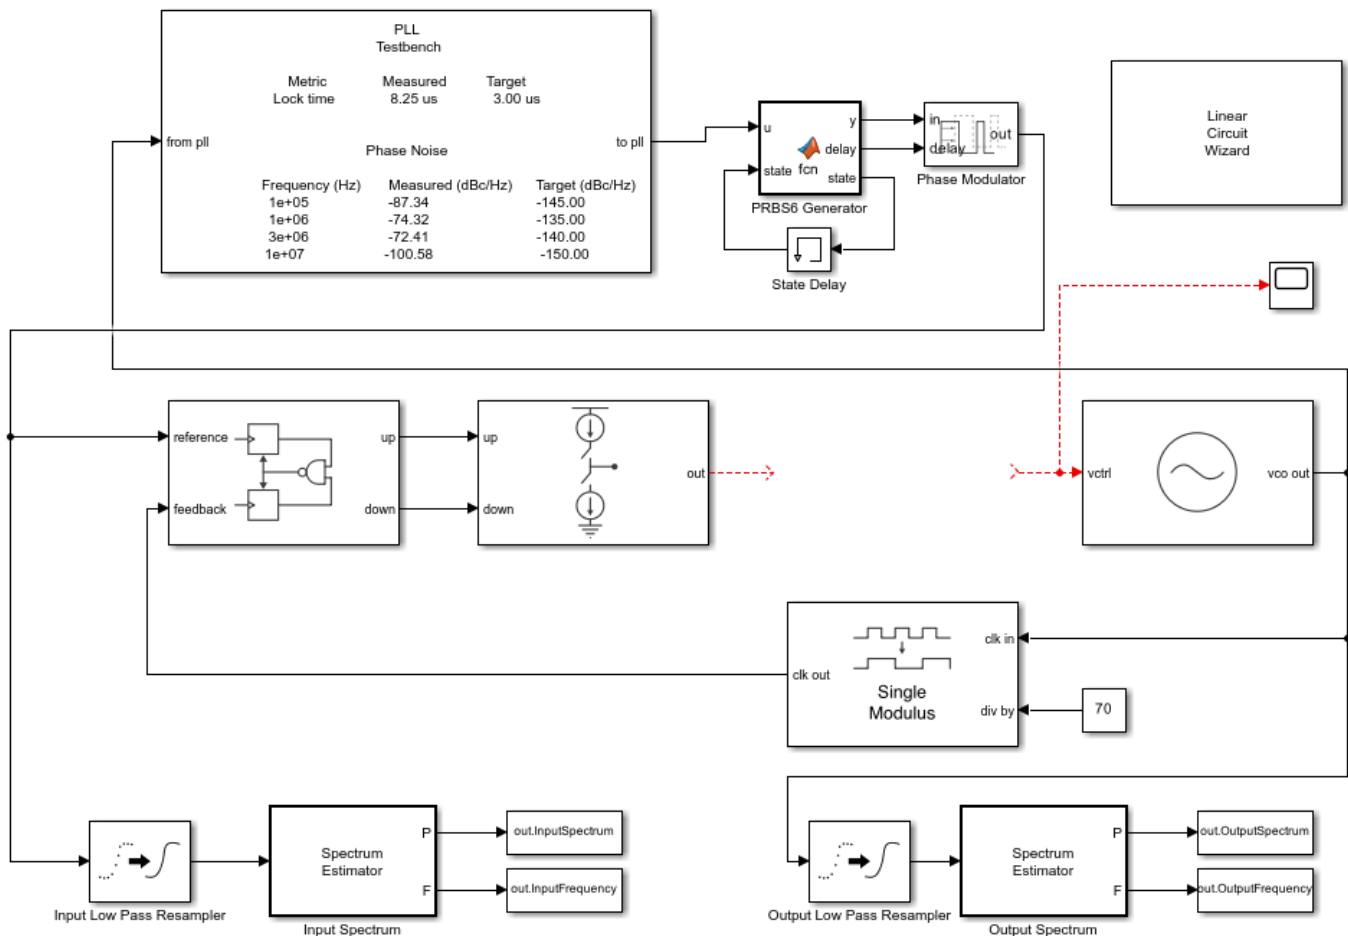 PLL
Testbench
Metric Measured Target
Lock time 8.25 us 3.00 us
from pll
to pll
Phase Noise
Frequency (Hz) Measured (dBc/Hz) Target (dBc/Hz)
1e+05 -87.34 -145.00
1e+06 -74.32 -135.00
3e+06 -72.41 -140.00
1e+07 -100.58 -150.00
u
y
delay
state
fcn
state
PRBS6 Generator
State Delay
in
delay
out
Phase Modulator
Linear
Circuit
Wizard
reference
feedback
up
down
up
down
out
vctrl
vco out
clk in
clk out
Single
Modulus
div by
70
Input Low Pass Resampler
Spectrum
Estimator
P
F
Input Spectrum
out.InputSpectrum
out.InputFrequency
Output Low Pass Resampler
Spectrum
Estimator
P
F
Output Spectrum
out.OutputSpectrum
out.OutputFrequency